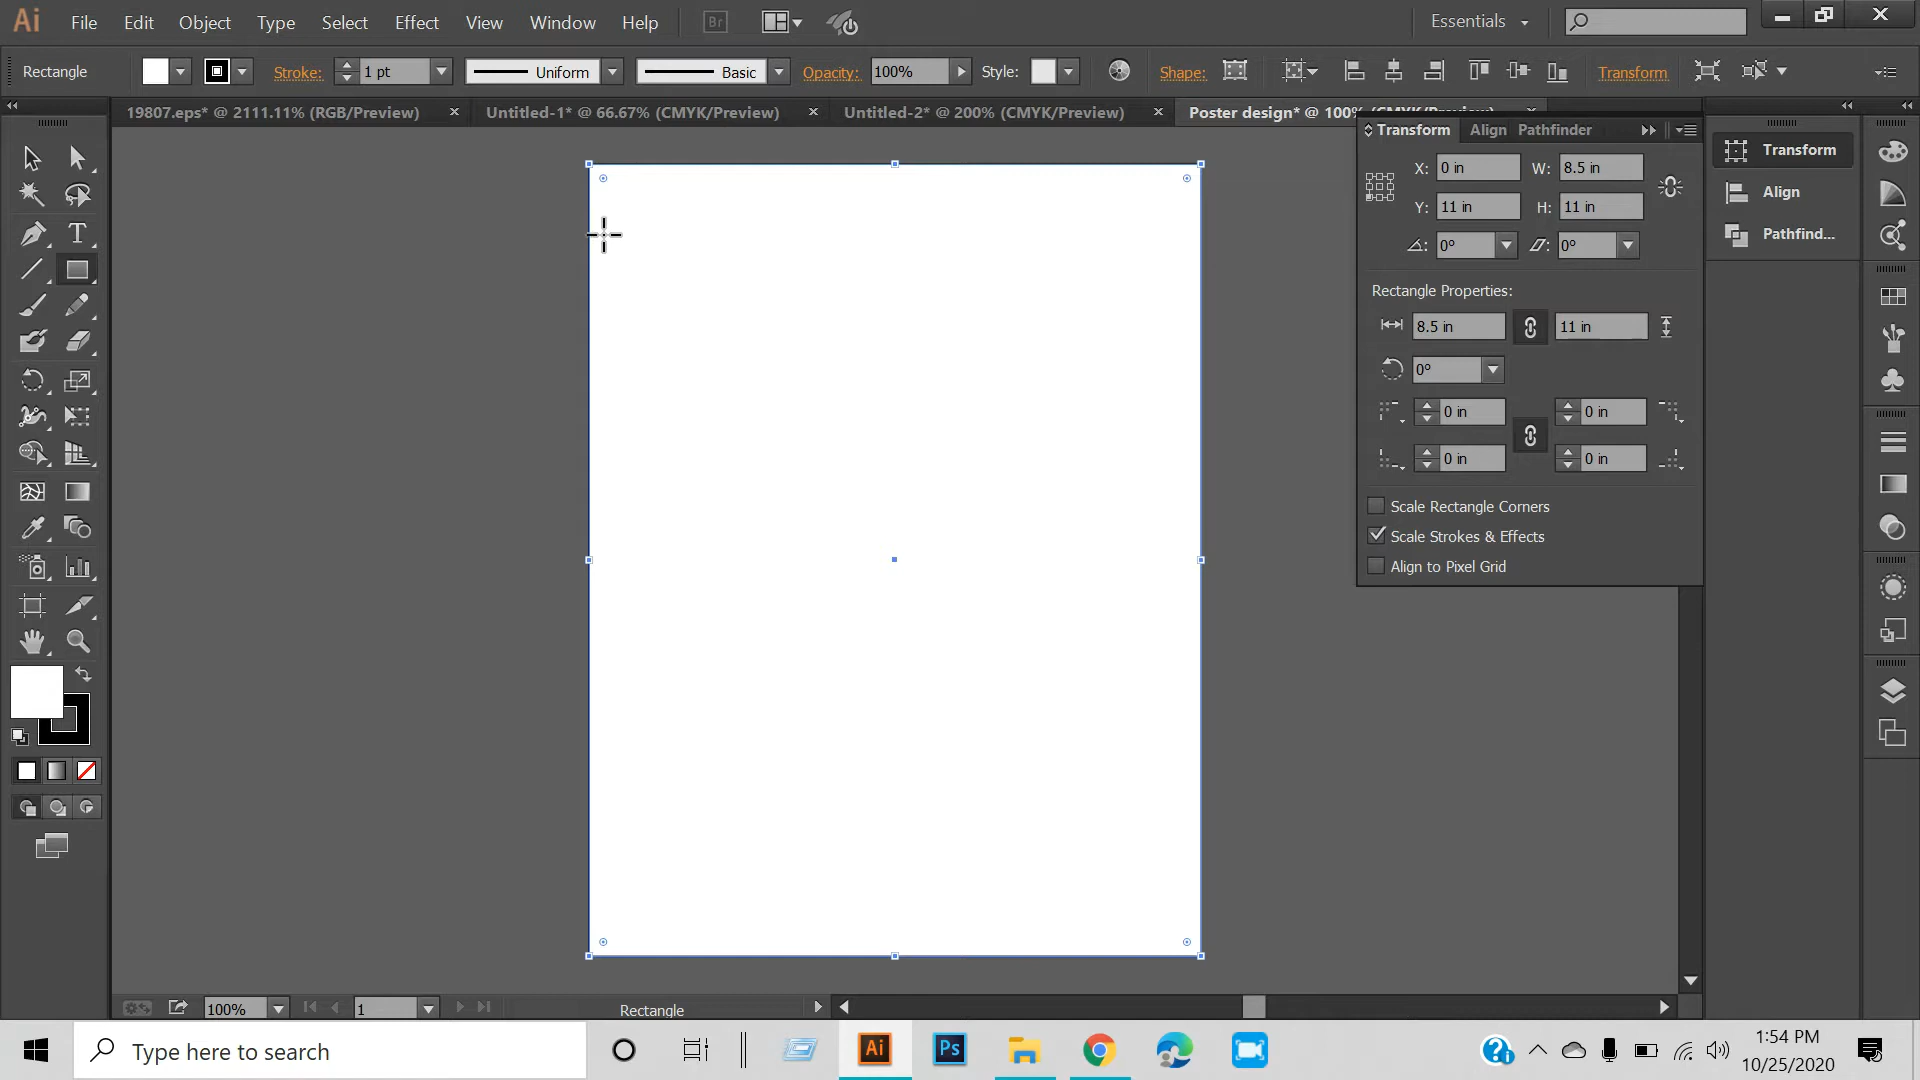 Ai File Edit Object Type Select Effect View Window Help Br Essentials
Rectangle Stroke: 1 pt Uniform Basic Opacity: 100% Style: Shape: Transform
19807.eps* @ 2111.11% (RGB/Preview) Untitled-1* @ 66.67% (CMYK/Preview) Untitled-2* @ 200% (CMYK/Preview) Poster design* @ 100% (CMYK/Preview)
Transform Align Pathfinder
X: 0 in W: 8.5 in
Y: 11 in H: 11 in
0° 0°
Rectangle Properties:
8.5 in 11 in
0°
0 in 0 in
0 in 0 in
Scale Rectangle Corners
Scale Strokes & Effects
Align to Pixel Grid
Transform
Align
Pathfind...
T
100% 1 Rectangle
Type here to search Ai Ps
1:54 PM
10/25/2020